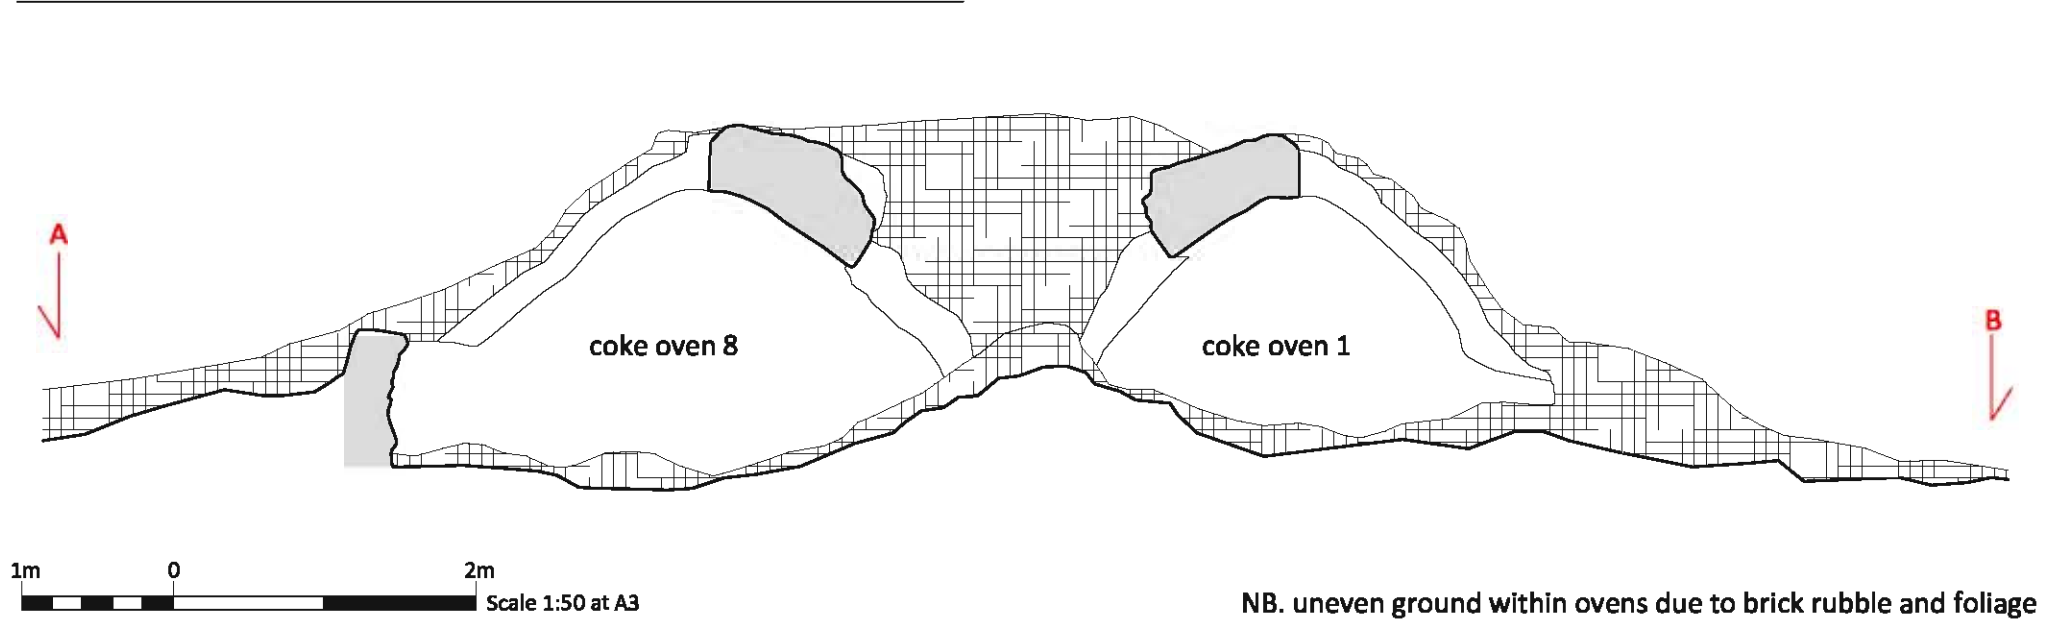 A
B
coke oven 8
coke oven 1
1m 0 2m
Scale 1:50 at A3
NB. uneven ground within ovens due to brick rubble and foliage